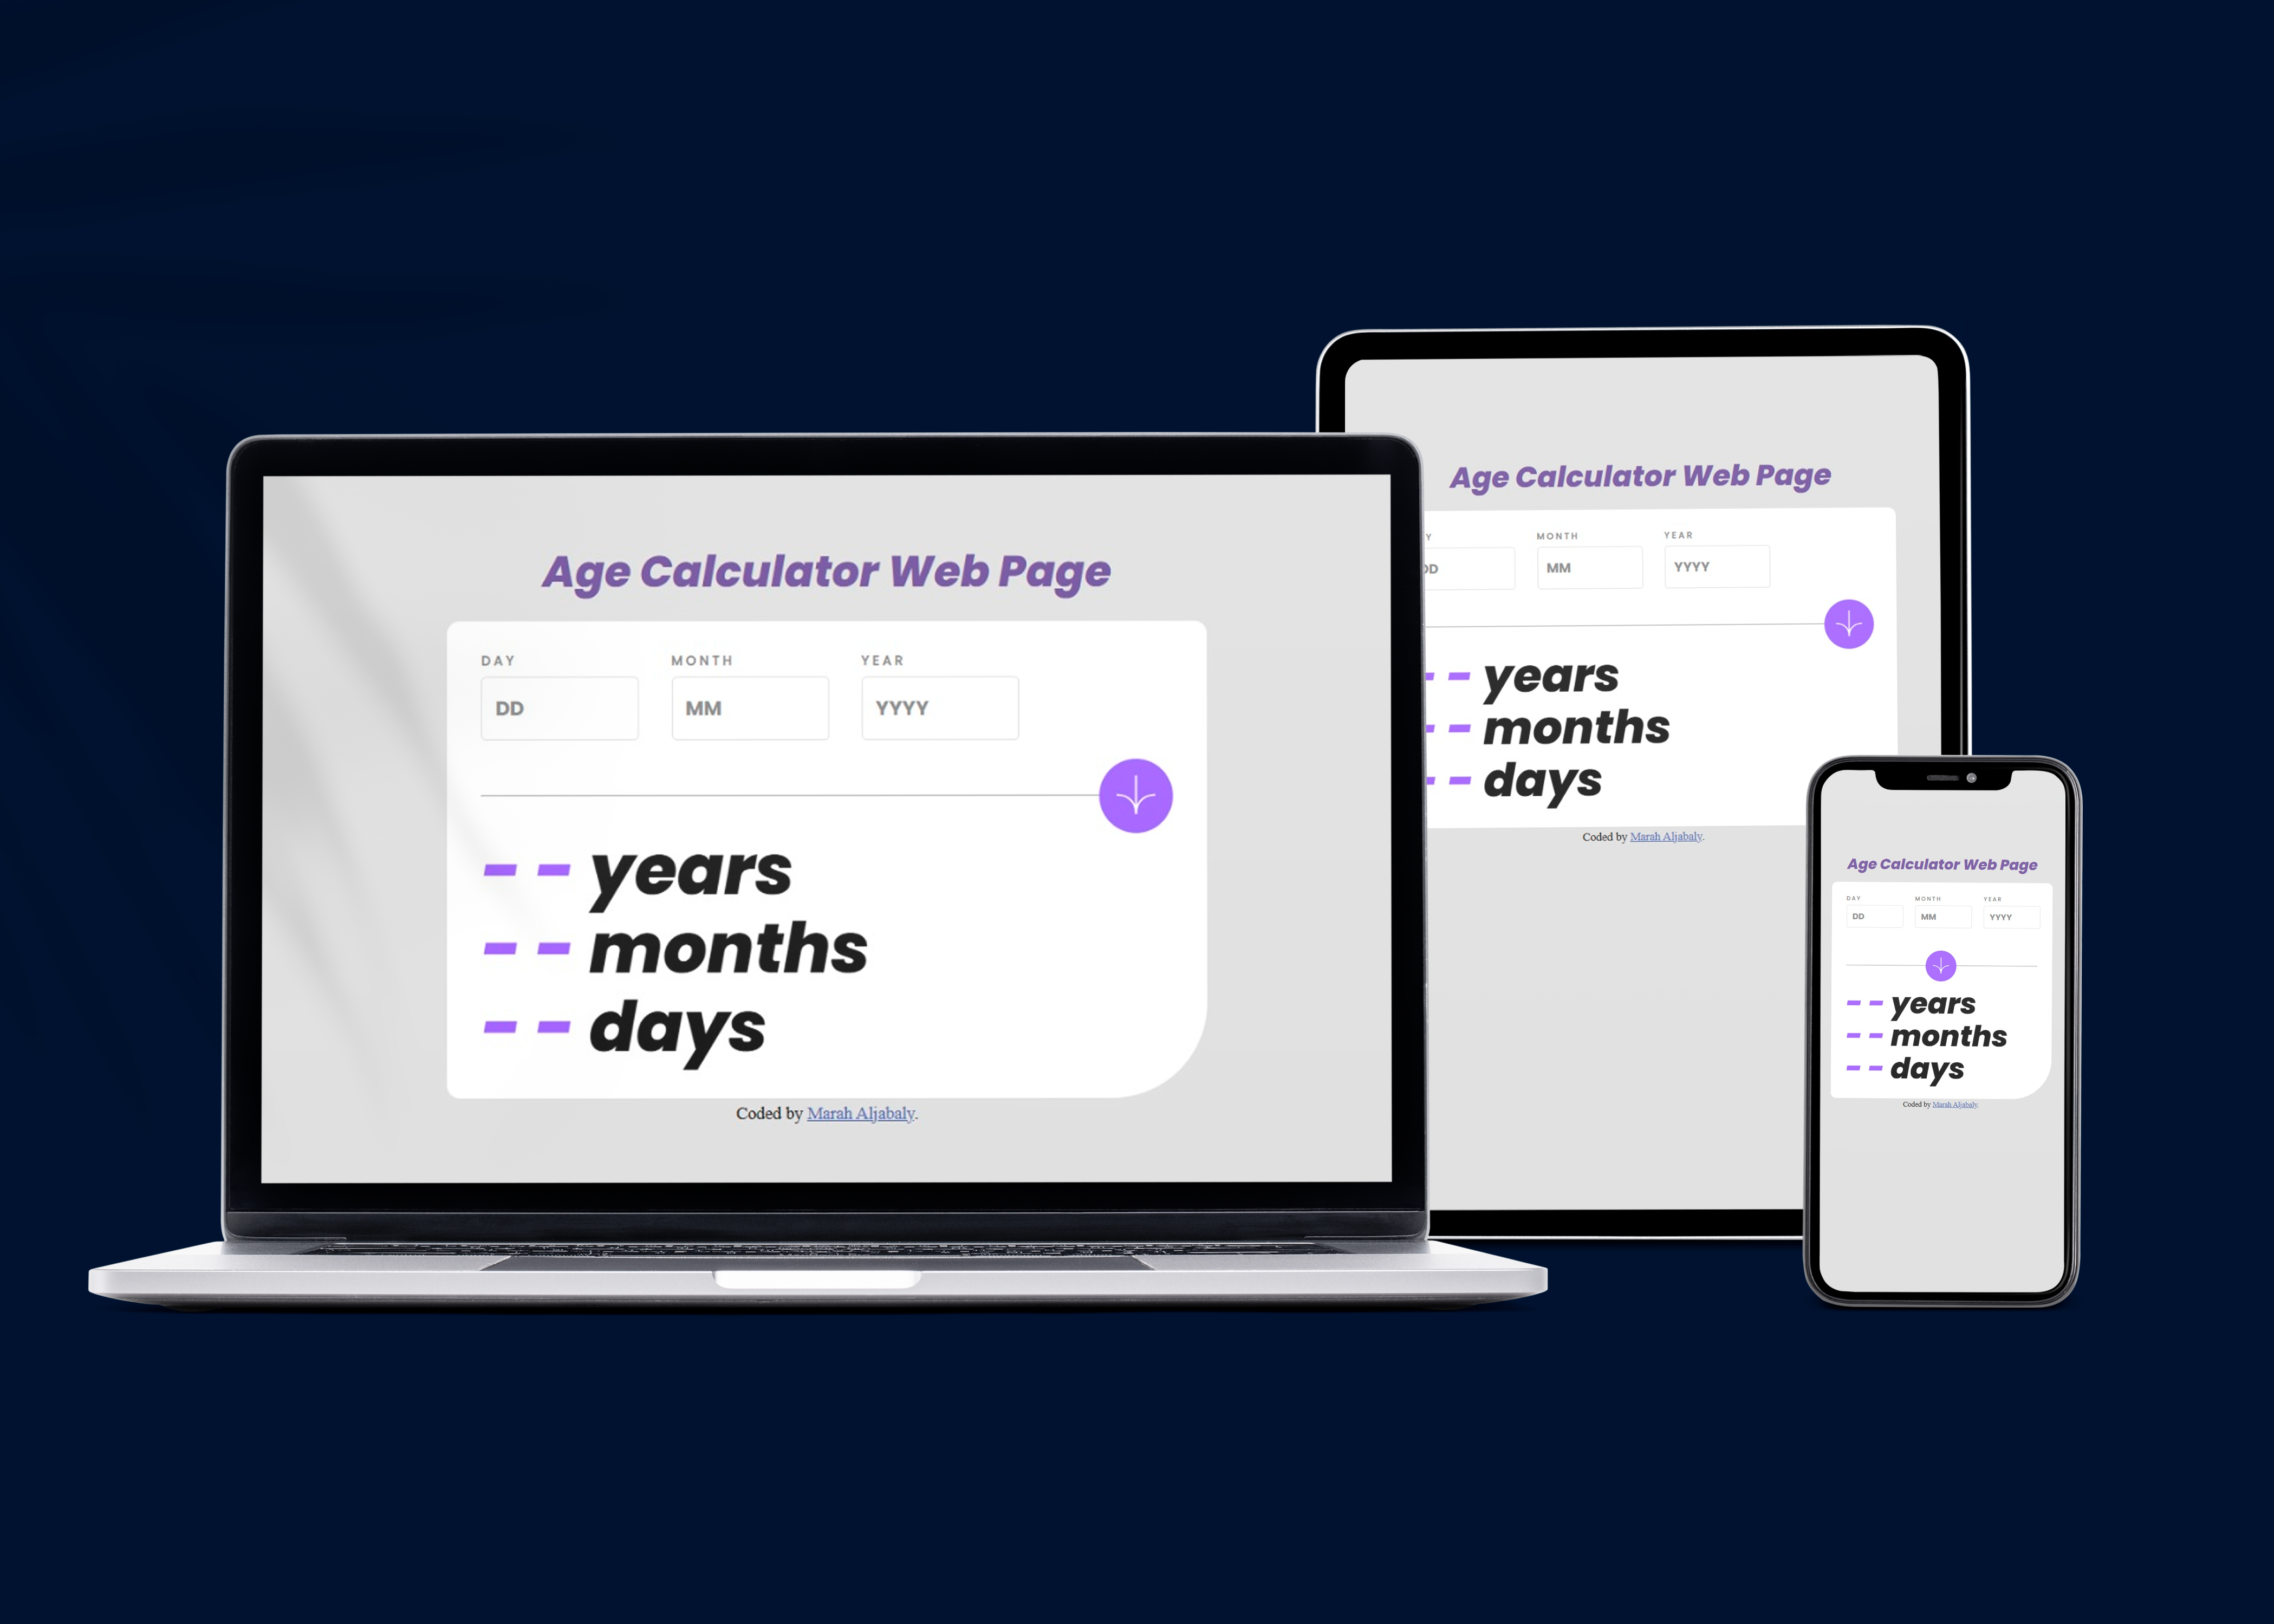 Age Calculator Web Page
DAY MONTH YEAR
DD MM YYYY
-- years
-- months
-- days
Coded by Marah Aljabaly.
Age Calculator Web Page
Y MONTH YEAR
DD MM YYYY
-- years
-- months
-- days
Coded by Marah Aljabaly.
Age Calculator Web Page
DAY MONTH YEAR
DD MM YYYY
-- years
-- months
-- days
Coded by Marah Aljabaly.